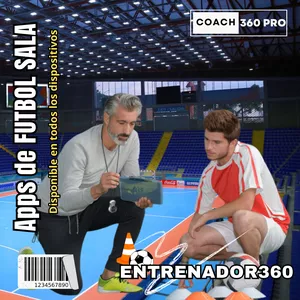 COACH 360 PRO
Apps de FUTBOL SALA
Disponible en todos los dispositivos
ENTRENADOR360
1234567890